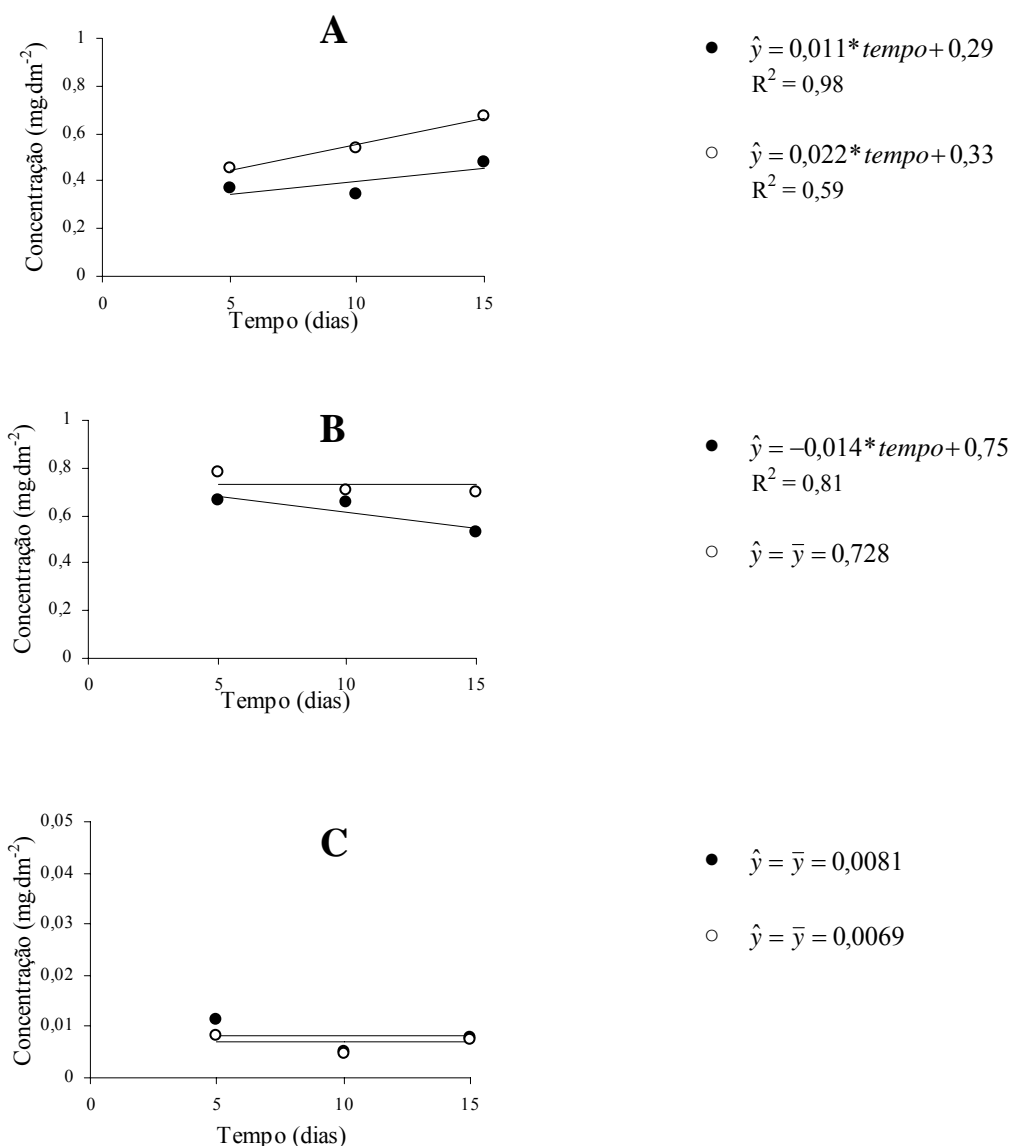 A
Concentração (mg.dm-2)
1
0,8
0,6
0,4
0,2
0
0
5
10
15
Tempo (dias)
● ŷ = 0,011* tempo + 0,29
R² = 0,98
○ ŷ = 0,022* tempo + 0,33
R² = 0,59
B
Concentração (mg.dm-2)
1
0,8
0,6
0,4
0,2
0
0
5
10
15
Tempo (dias)
● ŷ = −0,014* tempo + 0,75
R² = 0,81
○ ŷ = y̅ = 0,728
C
Concentração (mg.dm-2)
0,05
0,04
0,03
0,02
0,01
0
0
5
10
15
Tempo (dias)
● ŷ = y̅ = 0,0081
○ ŷ = y̅ = 0,0069